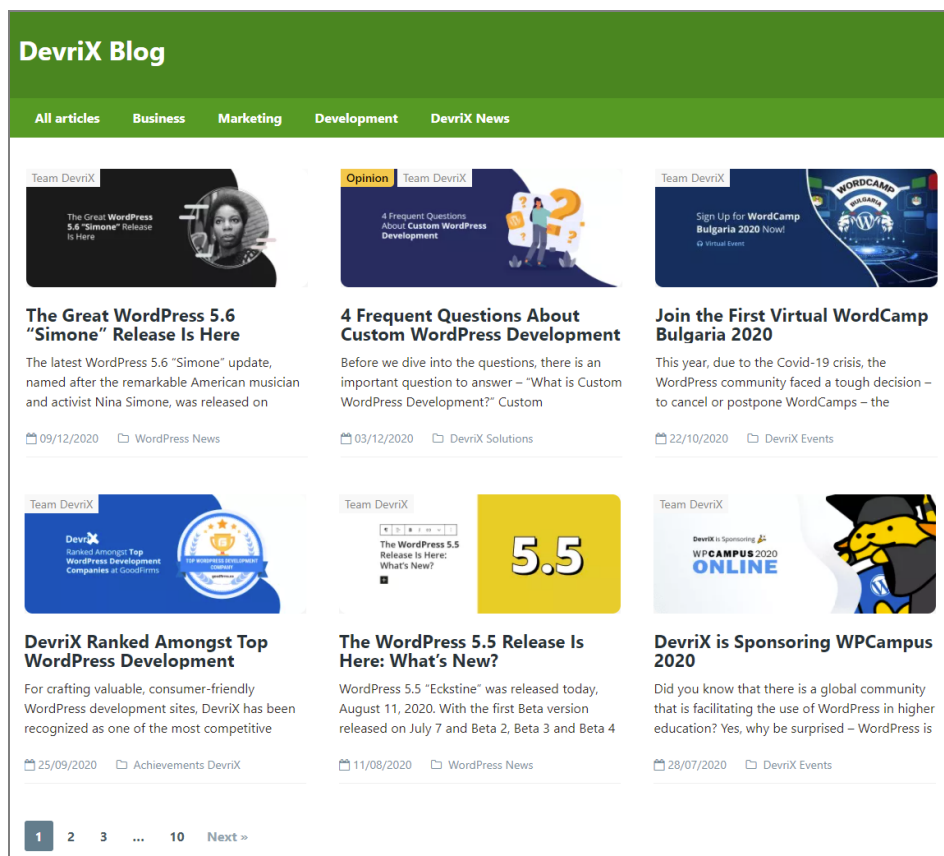 DevriX Blog
All articles Business Marketing Development DevriX News
Team DevriX
The Great WordPress
5.6 "Simone" Release
Is Here
The Great WordPress 5.6
“Simone” Release Is Here
The latest WordPress 5.6 “Simone” update,
named after the remarkable American musician
and activist Nina Simone, was released on
09/12/2020 WordPress News
Opinion Team DevriX
4 Frequent Questions
About Custom WordPress
Development
4 Frequent Questions About
Custom WordPress Development
Before we dive into the questions, there is an
important question to answer – “What is Custom
WordPress Development?” Custom
03/12/2020 DevriX Solutions
Team DevriX
Sign Up for WordCamp
Bulgaria 2020 Now!
Virtual Event
WORDCAMP
BULGARIA
Join the First Virtual WordCamp
Bulgaria 2020
This year, due to the Covid-19 crisis, the
WordPress community faced a tough decision –
to cancel or postpone WordCamps – the
22/10/2020 DevriX Events
Team DevriX
DevriX
Ranked Amongst Top
WordPress Development
Companies at GoodFirms
TOP WORDPRESS DEVELOPMENT
COMPANY
goodfirms.co
DevriX Ranked Amongst Top
WordPress Development
For crafting valuable, consumer-friendly
WordPress development sites, DevriX has been
recognized as one of the most competitive
25/09/2020 Achievements DevriX
Team DevriX
The WordPress 5.5
Release Is Here:
What's New?
5.5
The WordPress 5.5 Release Is
Here: What’s New?
WordPress 5.5 “Eckstine” was released today,
August 11, 2020. With the first Beta version
released on July 7 and Beta 2, Beta 3 and Beta 4
11/08/2020 WordPress News
Team DevriX
DevriX is Sponsoring
WPCAMPUS 2020
ONLINE
DevriX is Sponsoring WPCampus
2020
Did you know that there is a global community
that is facilitating the use of WordPress in higher
education? Yes, why be surprised – WordPress is
28/07/2020 DevriX Events
1 2 3 … 10 Next »